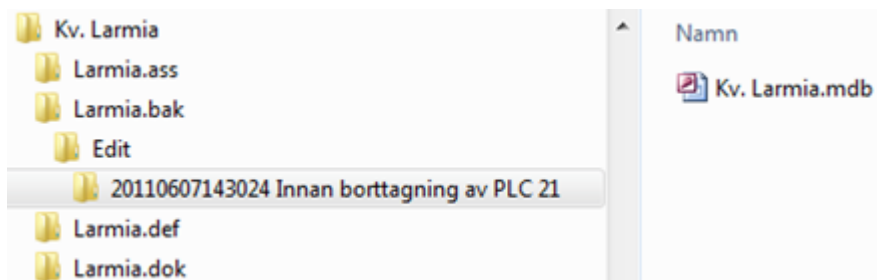 Kv. Larmia
Larmia.ass
Larmia.bak
Edit
20110607143024 Innan borttagning av PLC 21
Larmia.def
Larmia.dok
Namn
Kv. Larmia.mdb